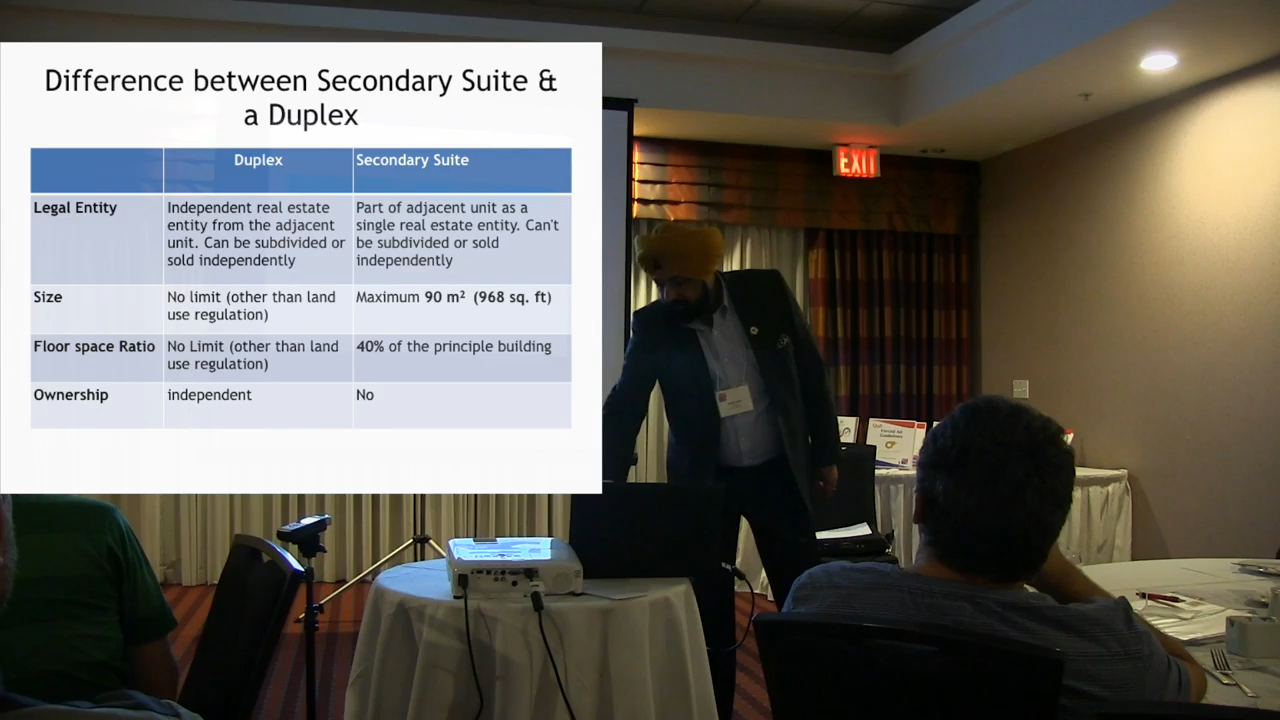 Difference between Secondary Suite &
a Duplex
Duplex
Secondary Suite
Legal Entity
Independent real estate
entity from the adjacent
unit. Can be subdivided or
sold independently
Part of adjacent unit as a
single real estate entity. Can't
be subdivided or sold
independently
Size
No limit (other than land
use regulation)
Maximum 90 m² (968 sq. ft)
Floor space Ratio
No Limit (other than land
use regulation)
40% of the principle building
Ownership
independent
No
EXIT
Guidelines